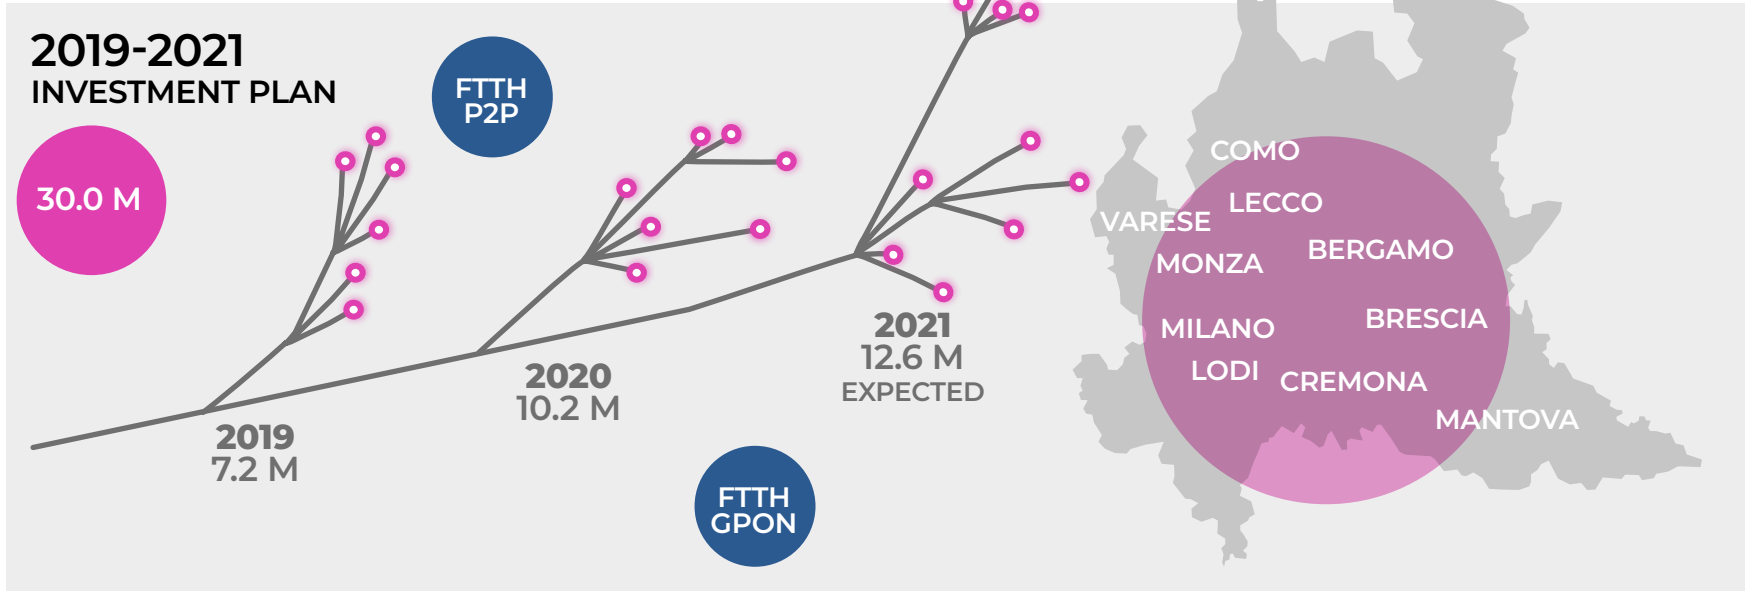 2019-2021
INVESTMENT PLAN
30.0 M
FTTH
P2P
2019
7.2 M
2020
10.2 M
2021
12.6 M
EXPECTED
FTTH
GPON
COMO
LECCO
VARESE
BERGAMO
MONZA
BRESCIA
MILANO
LODI
CREMONA
MANTOVA